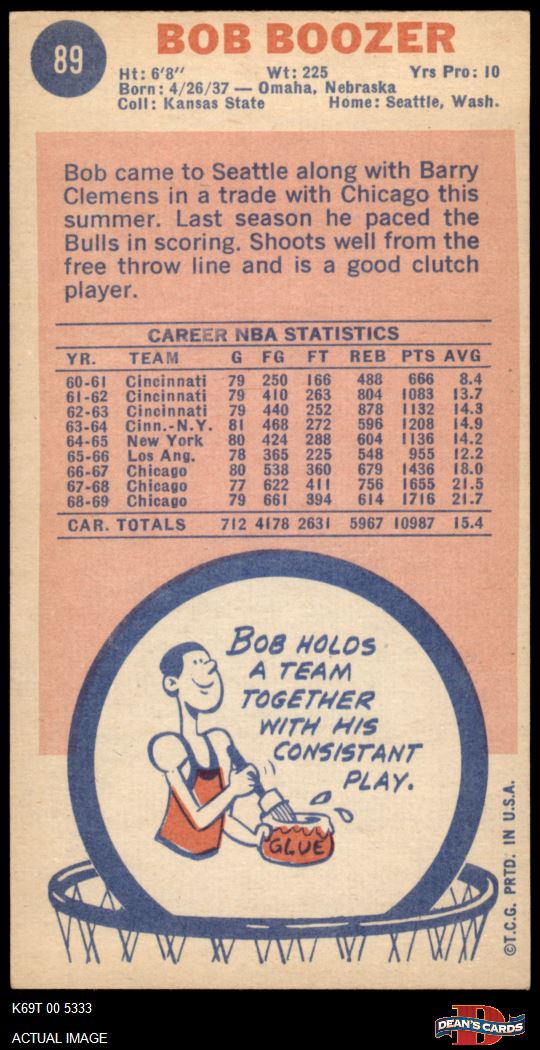 89
BOB BOOZER
Ht: 6'8" Wt: 225 Yrs Pro: 10
Born: 4/26/37 — Omaha, Nebraska
Coll: Kansas State Home: Seattle, Wash.
Bob came to Seattle along with Barry
Clemens in a trade with Chicago this
summer. Last season he paced the
Bulls in scoring. Shoots well from the
free throw line and is a good clutch
player.
CAREER NBA STATISTICS
YR. TEAM G FG FT REB PTS AVG
60-61 Cincinnati 79 250 166 488 666 8.4
61-62 Cincinnati 79 410 263 804 1083 13.7
62-63 Cincinnati 79 440 252 878 1132 14.3
63-64 Cinn.-N.Y. 81 468 272 596 1208 14.9
64-65 New York 80 424 288 604 1136 14.2
65-66 Los Ang. 78 365 225 548 955 12.2
66-67 Chicago 80 538 360 679 1436 18.0
67-68 Chicago 77 622 411 756 1655 21.5
68-69 Chicago 79 661 394 614 1716 21.7
CAR. TOTALS 712 4178 2631 5967 10987 15.4
BOB HOLDS
A TEAM
TOGETHER
WITH HIS
CONSISTANT
PLAY.
GLUE
©T.C.G. PRTD. IN U.S.A.
K69T 00 5333
ACTUAL IMAGE
D
DEAN'S CARDS